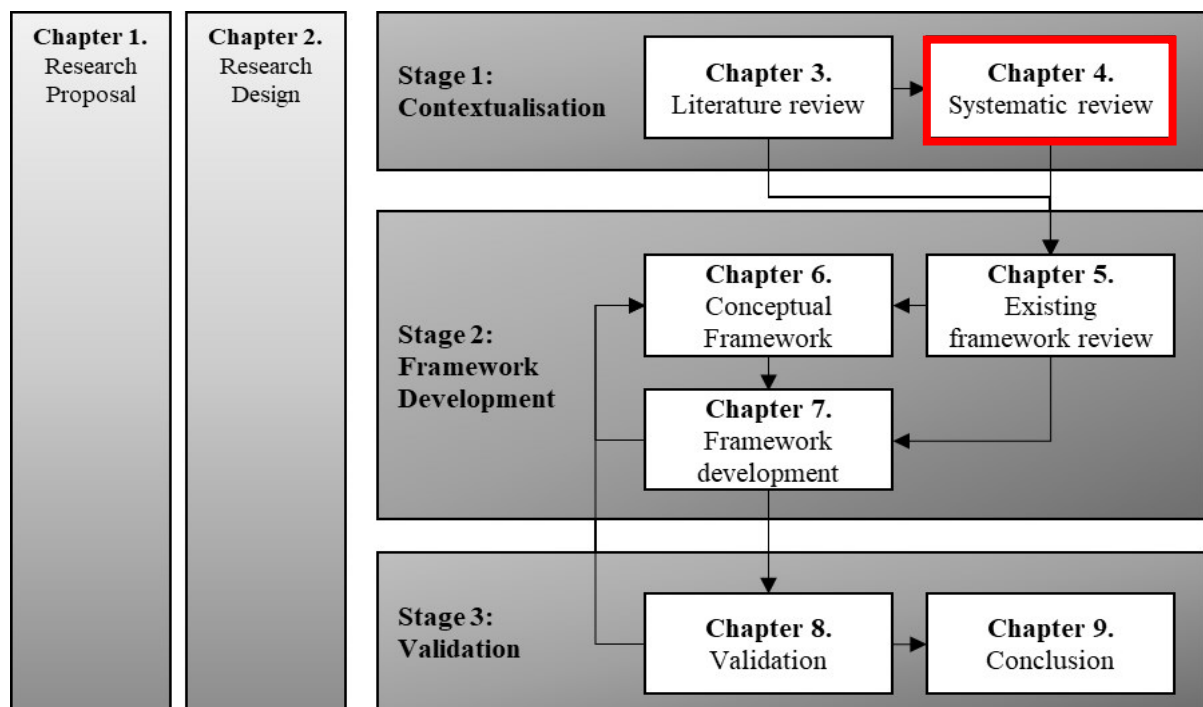 Chapter 1.
Research
Proposal
Chapter 2.
Research
Design
Stage 1:
Contextualisation
Chapter 3.
Literature review
Chapter 4.
Systematic review
Stage 2:
Framework
Development
Chapter 6.
Conceptual
Framework
Chapter 5.
Existing
framework review
Chapter 7.
Framework
development
Stage 3:
Validation
Chapter 8.
Validation
Chapter 9.
Conclusion